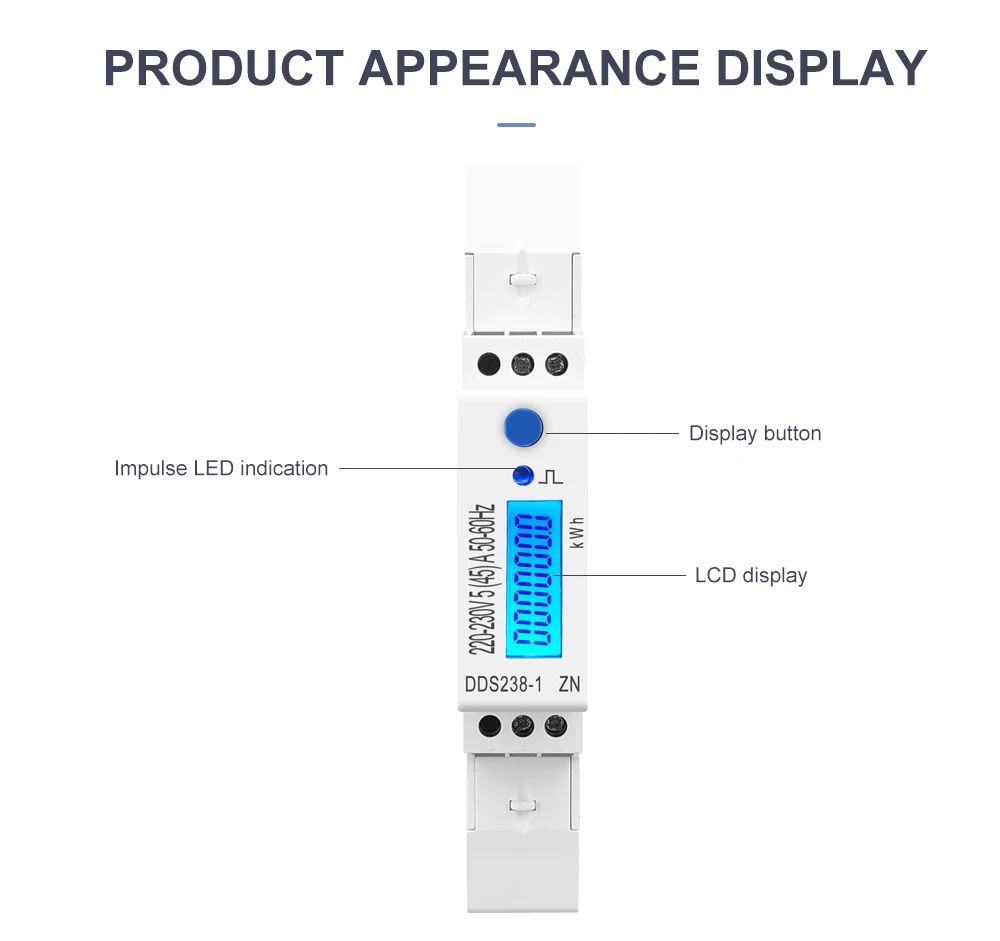 PRODUCT APPEARANCE DISPLAY
Display button
Impulse LED indication
220-230V 5 (45) A 50-60Hz
kWh
LCD display
DDS238-1 ZN